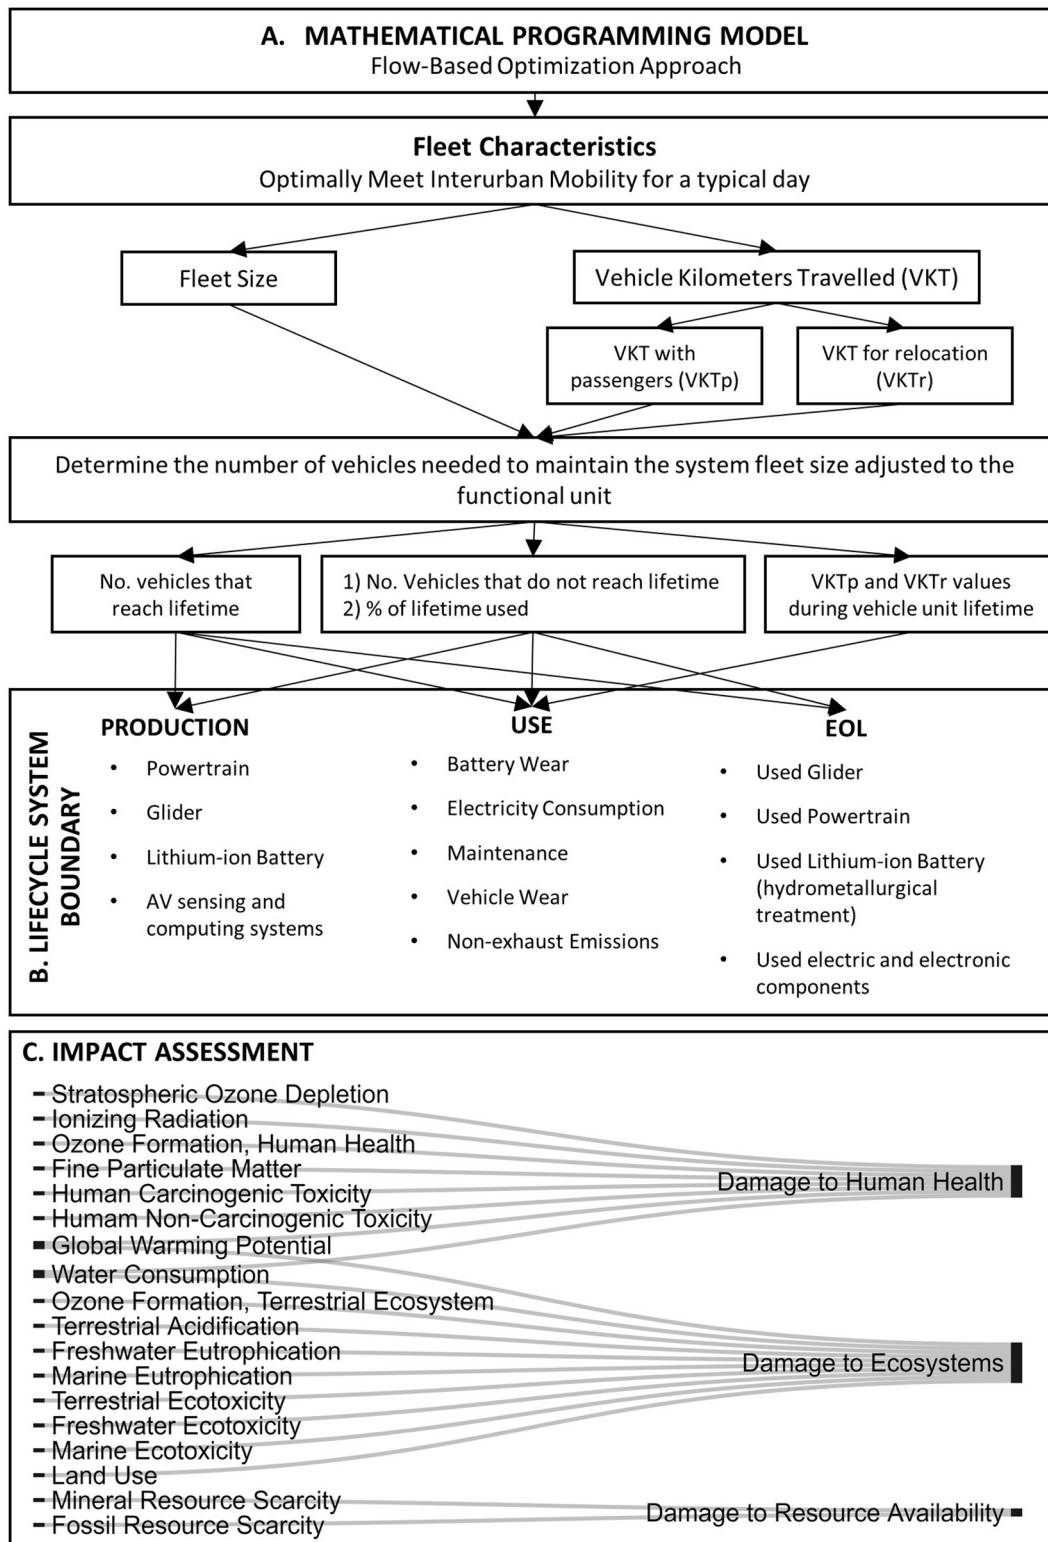 A. MATHEMATICAL PROGRAMMING MODEL
Flow-Based Optimization Approach
Fleet Characteristics
Optimally Meet Interurban Mobility for a typical day
Fleet Size
Vehicle Kilometers Travelled (VKT)
VKT with
passengers (VKTp)
VKT for relocation
(VKTr)
Determine the number of vehicles needed to maintain the system fleet size adjusted to the
functional unit
No. vehicles that
reach lifetime
1) No. Vehicles that do not reach lifetime
2) % of lifetime used
VKTp and VKTr values
during vehicle unit lifetime
B. LIFECYCLE SYSTEM
BOUNDARY
PRODUCTION
• Powertrain
• Glider
• Lithium-ion Battery
• AV sensing and
computing systems
USE
• Battery Wear
• Electricity Consumption
• Maintenance
• Vehicle Wear
• Non-exhaust Emissions
EOL
• Used Glider
• Used Powertrain
• Used Lithium-ion Battery
(hydrometallurgical
treatment)
• Used electric and electronic
components
C. IMPACT ASSESSMENT
Stratospheric Ozone Depletion
Ionizing Radiation
Ozone Formation, Human Health
Fine Particulate Matter
Human Carcinogenic Toxicity
Humam Non-Carcinogenic Toxicity
Global Warming Potential
Water Consumption
Ozone Formation, Terrestrial Ecosystem
Terrestrial Acidification
Freshwater Eutrophication
Marine Eutrophication
Terrestrial Ecotoxicity
Freshwater Ecotoxicity
Marine Ecotoxicity
Land Use
Mineral Resource Scarcity
Fossil Resource Scarcity
Damage to Human Health
Damage to Ecosystems
Damage to Resource Availability